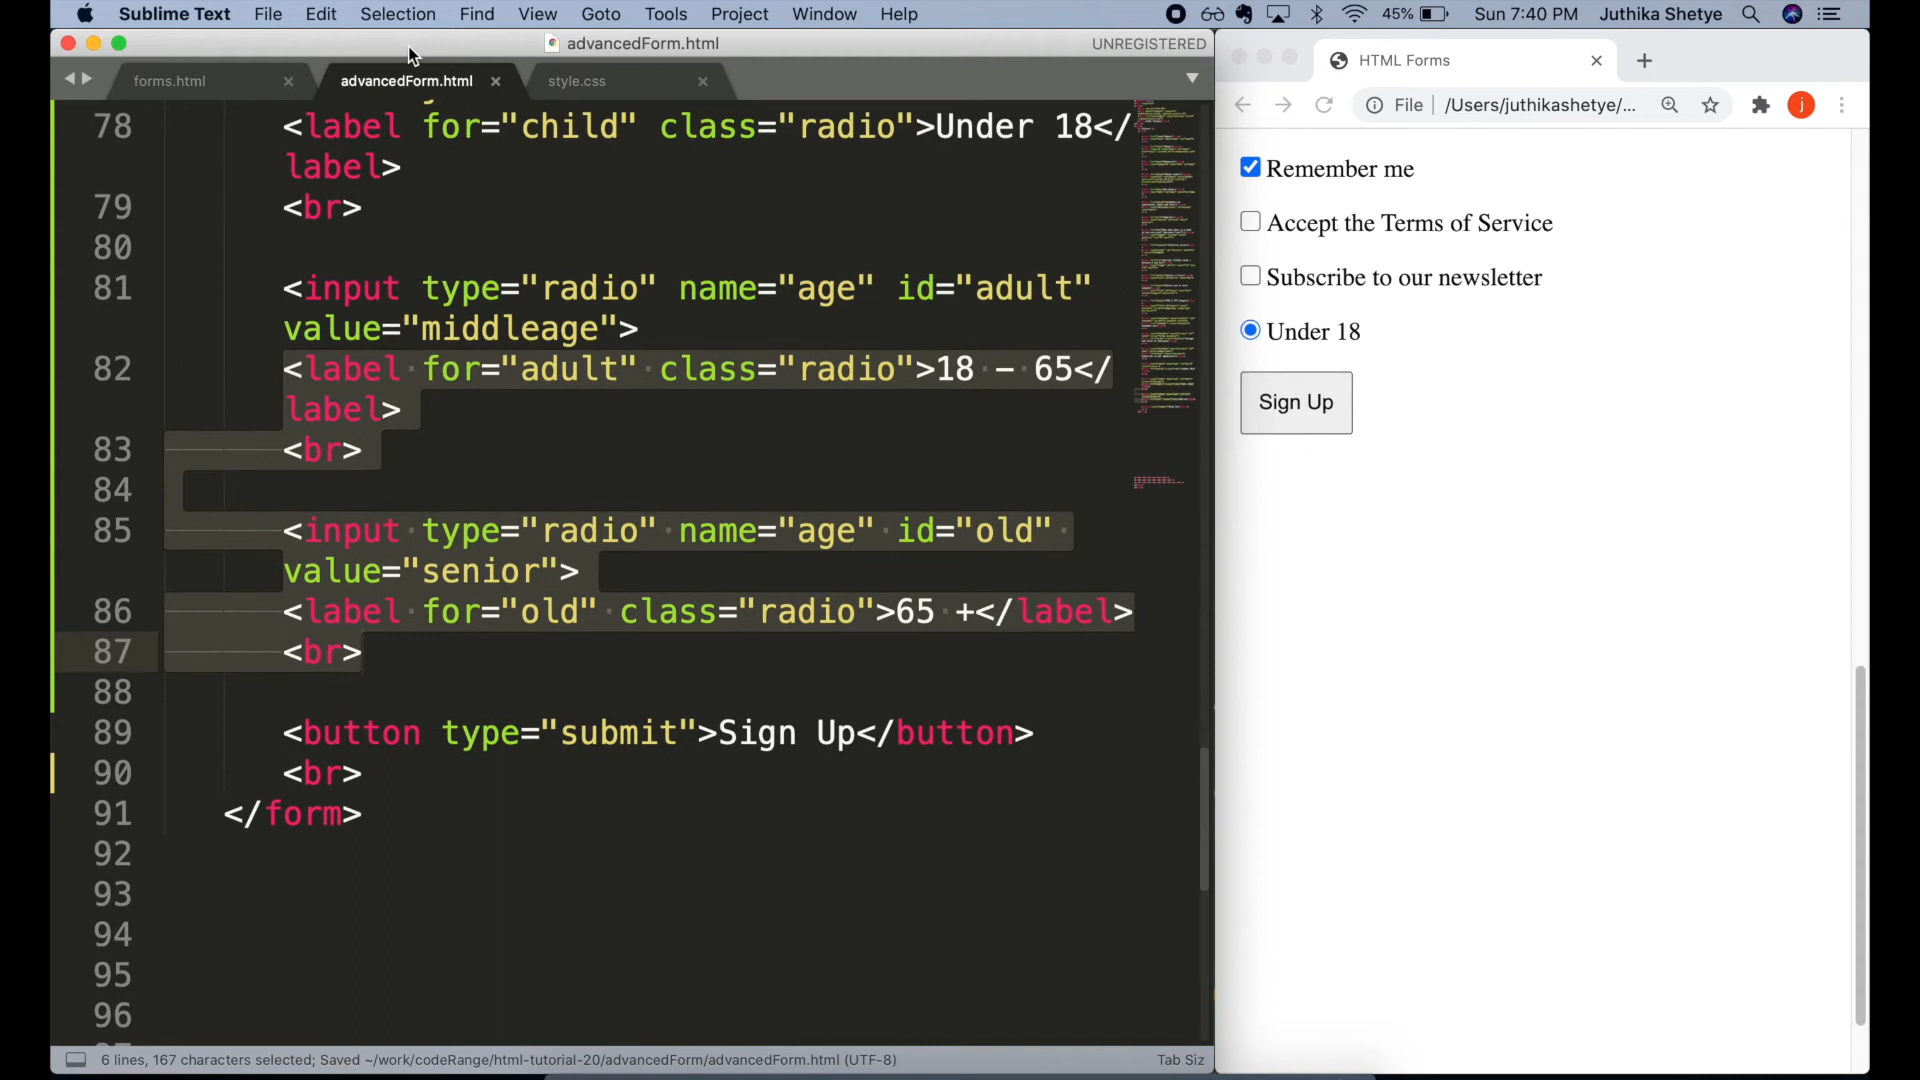 Sublime Text File Edit Selection Find View Goto Tools Project Window Help 45% Sun 7:40 PM Juthika Shetye
advancedForm.html UNREGISTERED
forms.html advancedForm.html style.css
78 <label for="child" class="radio">Under 18</
label>
79 <br>
80
81 <input type="radio" name="age" id="adult"
value="middleage">
82 <label for="adult" class="radio">18 - 65</
label>
83 <br>
84
85 <input type="radio" name="age" id="old"
value="senior">
86 <label for="old" class="radio">65 +</label>
87 <br>
88
89 <button type="submit">Sign Up</button>
90 <br>
91 </form>
92
93
94
95
96
6 lines, 167 characters selected; Saved ~/work/codeRange/html-tutorial-20/advancedForm/advancedForm.html (UTF-8) Tab Siz
HTML Forms
File /Users/juthikashetye/... j
Remember me
Accept the Terms of Service
Subscribe to our newsletter
Under 18
Sign Up